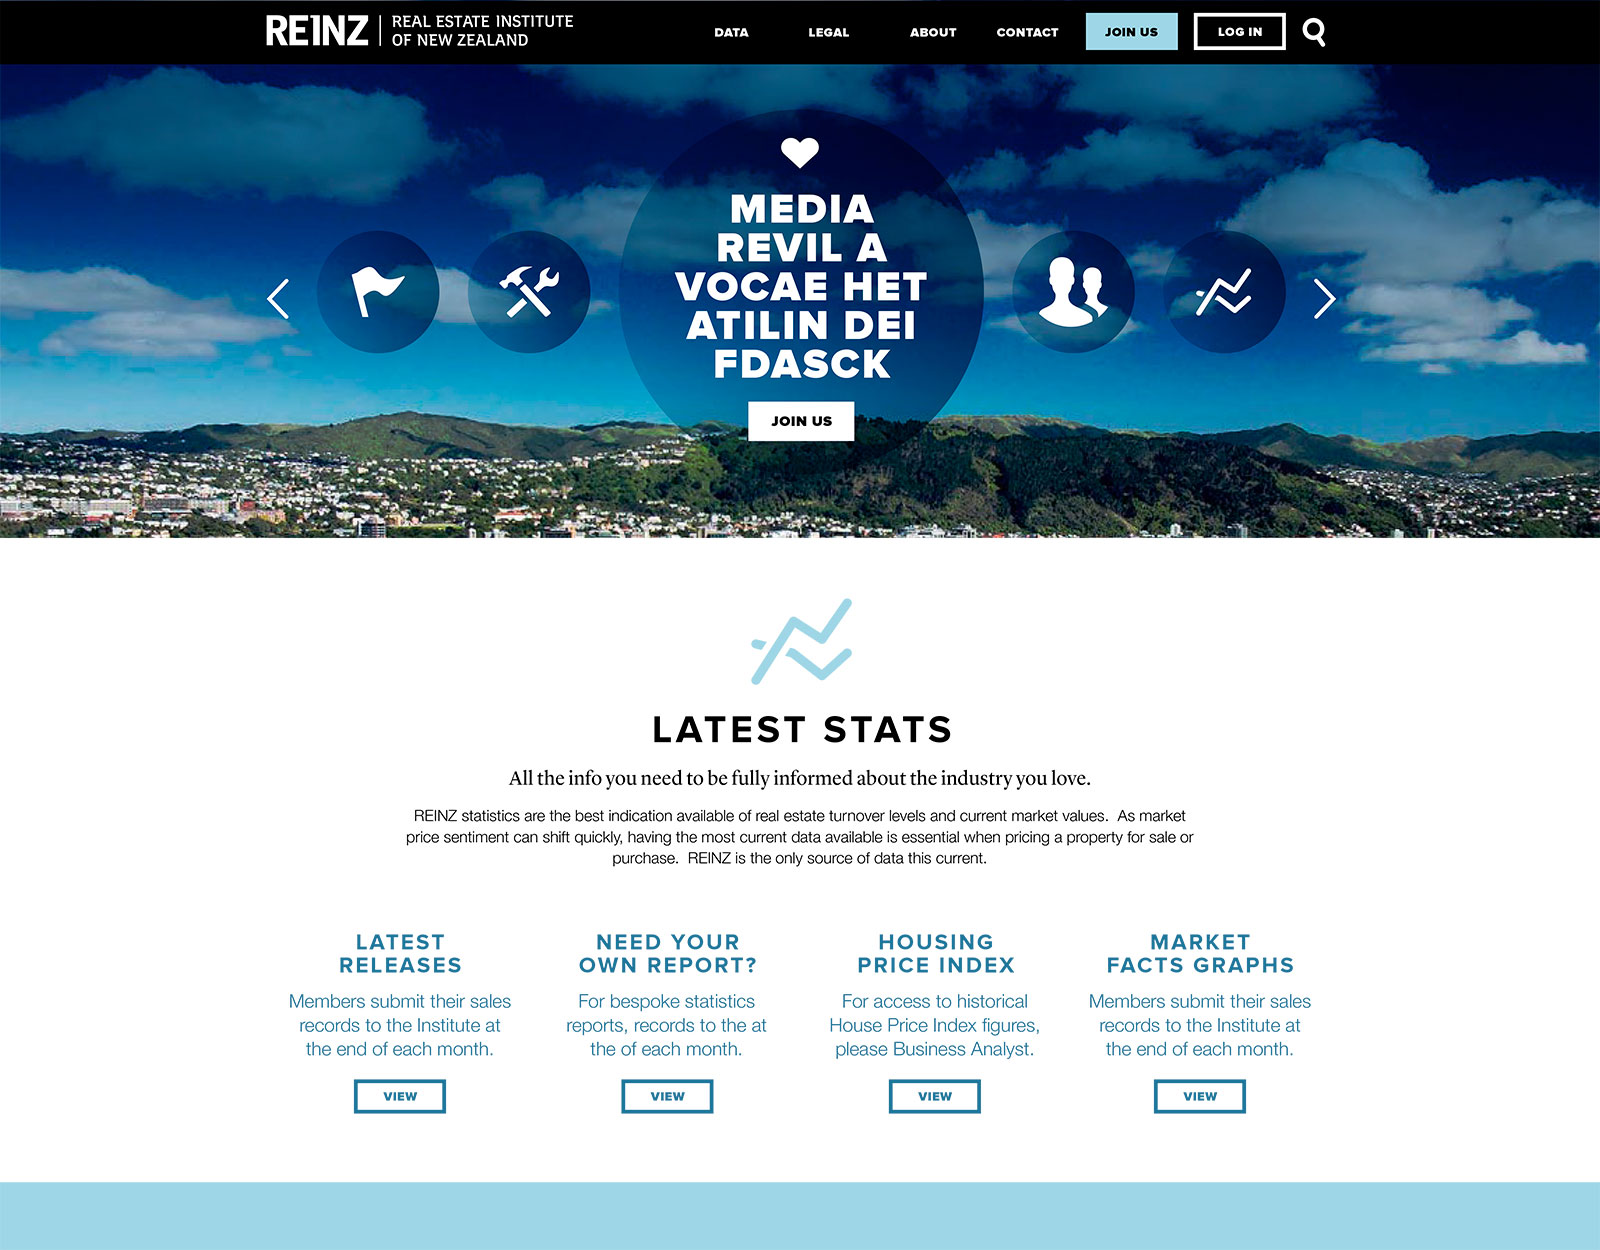 REINZ
REAL ESTATE INSTITUTE
OF NEW ZEALAND
DATA
LEGAL
ABOUT
CONTACT
JOIN US
LOG IN
MEDIA
REVIL A
VOCAE HET
ATILIN DEI
FDASCK
JOIN US
LATEST STATS
All the info you need to be fully informed about the industry you love.
REINZ statistics are the best indication available of real estate turnover levels and current market values.  As market
price sentiment can shift quickly, having the most current data available is essential when pricing a property for sale or
purchase.  REINZ is the only source of data this current.
LATEST
RELEASES
Members submit their sales
records to the Institute at
the end of each month.
VIEW
NEED YOUR
OWN REPORT?
For bespoke statistics
reports, records to the at
the of each month.
VIEW
HOUSING
PRICE INDEX
For access to historical
House Price Index figures,
please Business Analyst.
VIEW
MARKET
FACTS GRAPHS
Members submit their sales
records to the Institute at
the end of each month.
VIEW